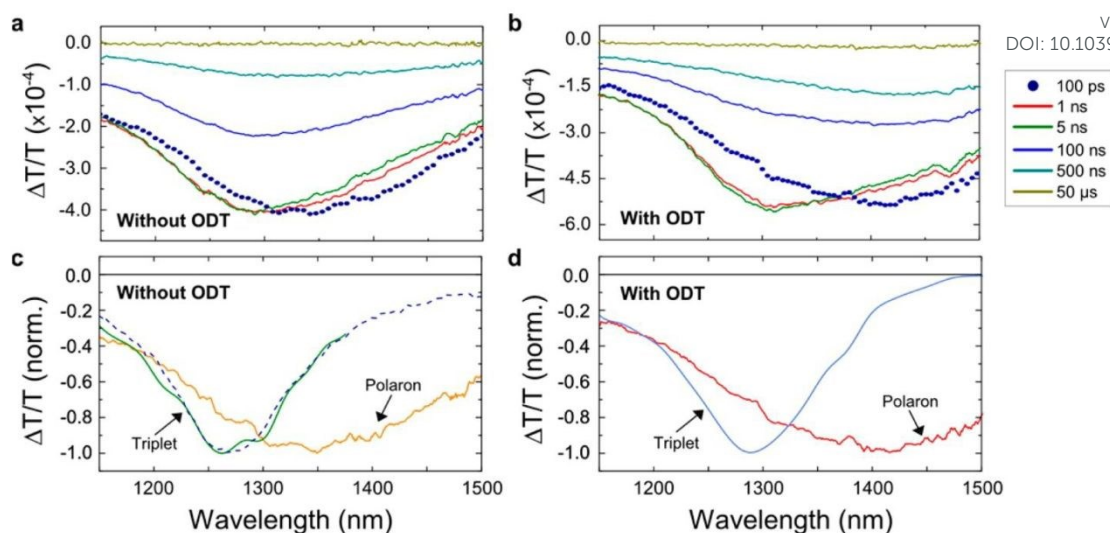 a
b
v
DOI: 10.1039
0.0
-1.0
-2.0
-3.0
-4.0
ΔT/T (x10⁻⁴)
Without ODT
0.0
-1.5
-3.0
-4.5
-6.0
ΔT/T (x10⁻⁴)
With ODT
100 ps
1 ns
5 ns
100 ns
500 ns
50 µs
c
Without ODT
0.0
-0.2
-0.4
-0.6
-0.8
-1.0
ΔT/T (norm.)
Triplet
Polaron
1200 1300 1400 1500
Wavelength (nm)
d
With ODT
0.0
-0.2
-0.4
-0.6
-0.8
-1.0
ΔT/T (norm.)
Triplet
Polaron
1200 1300 1400 1500
Wavelength (nm)